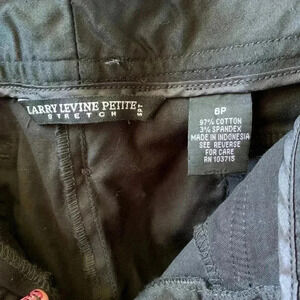 LARRY LEVINE PETITE
STRETCH
6P
97% COTTON
3% SPANDEX
MADE IN INDONESIA
SEE REVERSE
FOR CARE
RN 103715